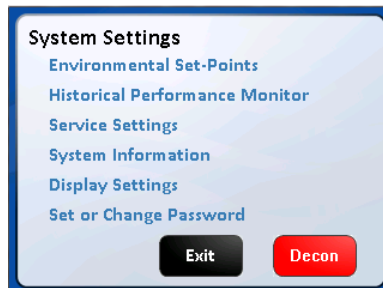 System Settings
Environmental Set-Points
Historical Performance Monitor
Service Settings
System Information
Display Settings
Set or Change Password
Exit Decon